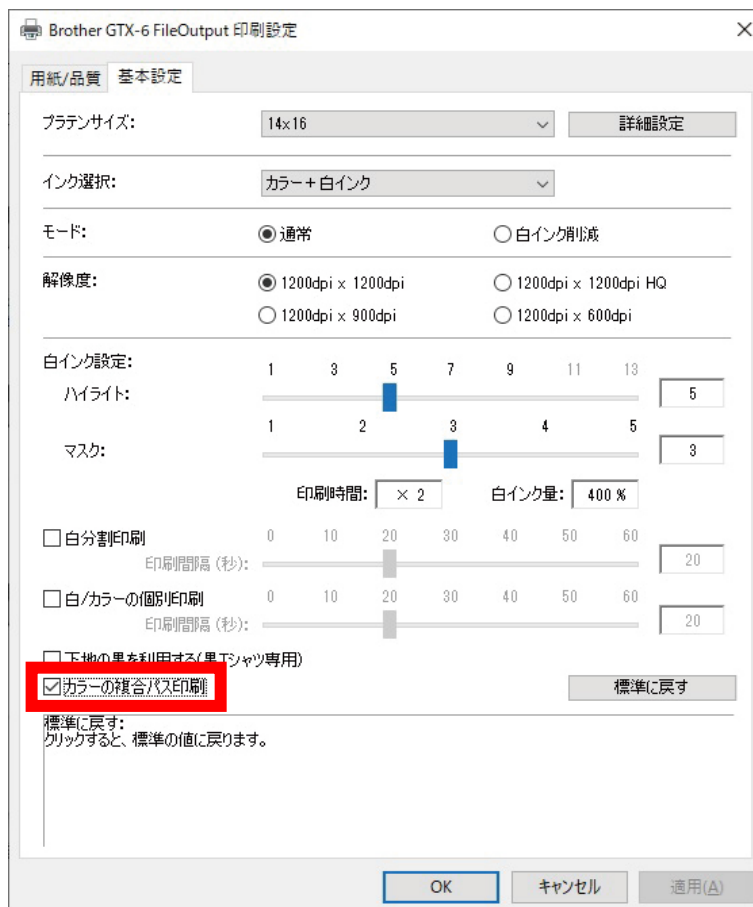 Brother GTX-6 FileOutput 印刷設定
用紙/品質 基本設定
プラテンサイズ: 14x16 詳細設定
インク選択: カラー＋白インク
モード: 通常 白インク削減
解像度: 1200dpi x 1200dpi 1200dpi x 1200dpi HQ
1200dpi x 900dpi 1200dpi x 600dpi
白インク設定: 1 3 5 7 9 11 13
ハイライト: 5
1 2 3 4 5
マスク: 3
印刷時間: × 2 白インク量: 400 %
白分割印刷 0 10 20 30 40 50 60
印刷間隔 (秒): 20
白/カラーの個別印刷 0 10 20 30 40 50 60
印刷間隔 (秒): 20
下地の黒を利用する(黒Tシャツ専用)
カラーの複合パス印刷 標準に戻す
標準に戻す:
クリックすると、標準の値に戻ります。
OK キャンセル 適用(A)